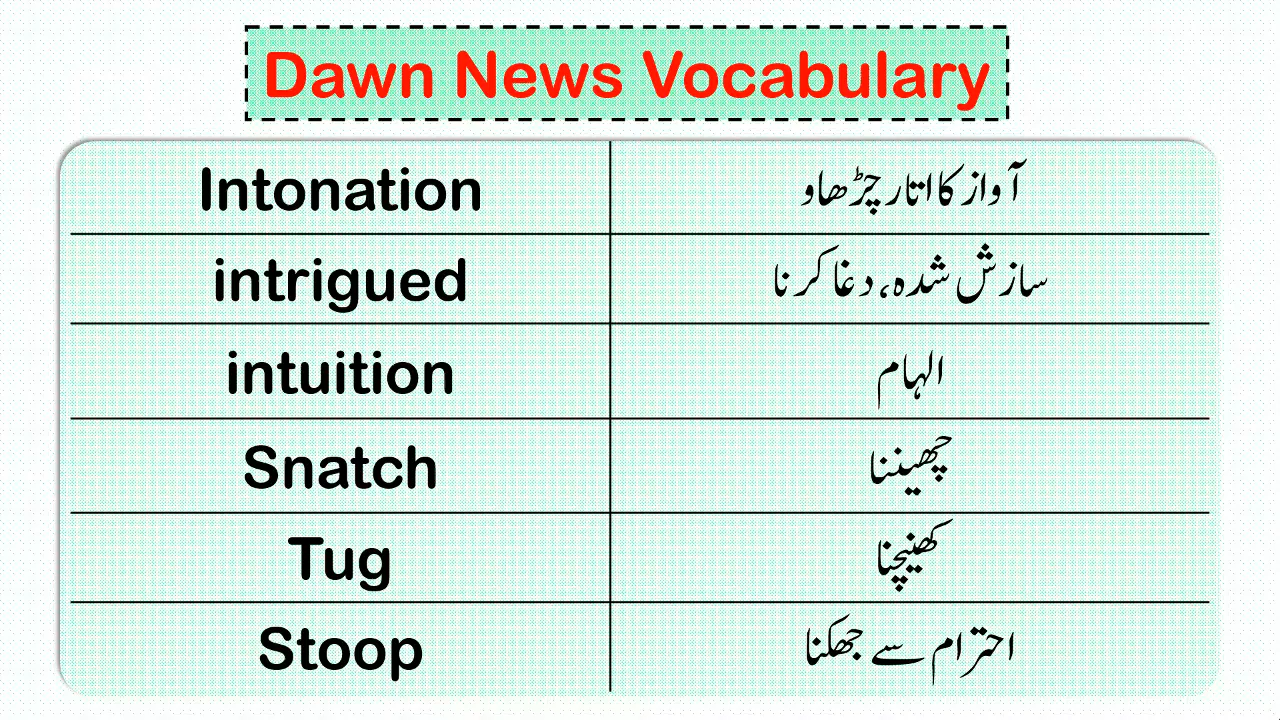 Dawn News Vocabulary
Intonation آواز کا اتار چڑھاو
intrigued سازش شدہ، دغا کرنا
intuition الہام
Snatch چھیننا
Tug کھینچنا
Stoop احترام سے جھکنا